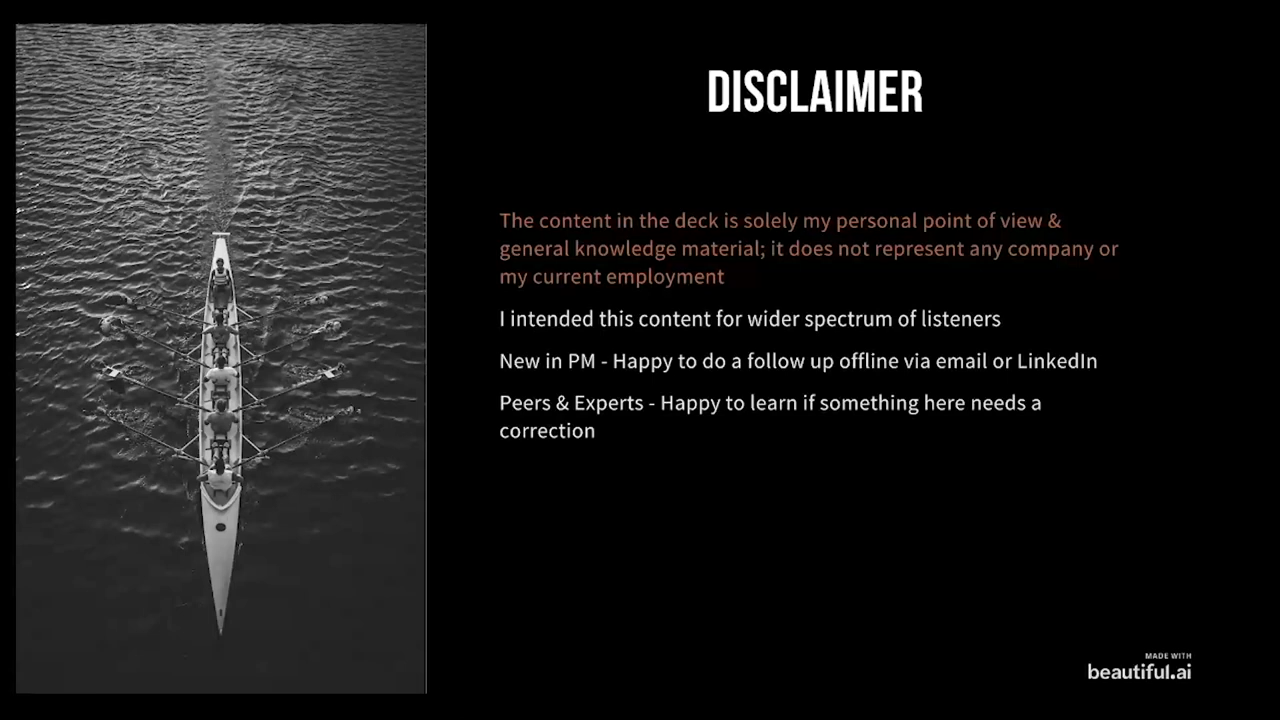 DISCLAIMER
The content in the deck is solely my personal point of view &
general knowledge material; it does not represent any company or
my current employment
I intended this content for wider spectrum of listeners
New in PM - Happy to do a follow up offline via email or LinkedIn
Peers & Experts - Happy to learn if something here needs a
correction
MADE WITH
beautiful.ai